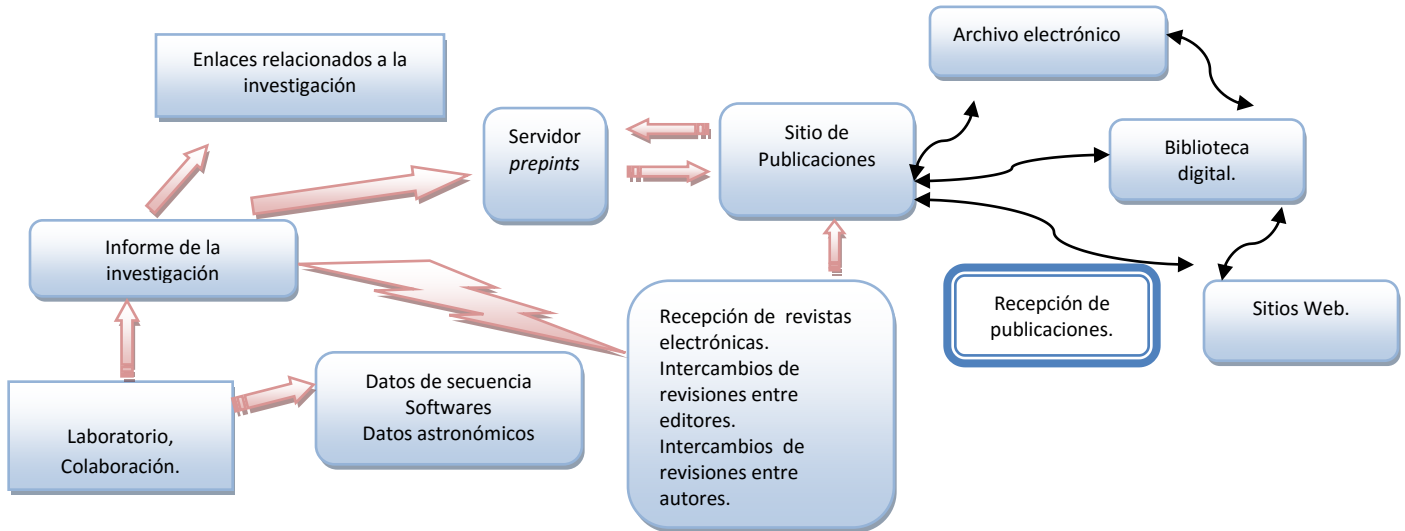 Enlaces relacionados a la
investigación
Archivo electrónico
Servidor
prepints
Sitio de
Publicaciones
Biblioteca
digital.
Informe de la
investigación
Recepción de revistas
electrónicas.
Intercambios de
revisiones entre
editores.
Intercambios de
revisiones entre
autores.
Recepción de
publicaciones.
Sitios Web.
Datos de secuencia
Softwares
Datos astronómicos
Laboratorio,
Colaboración.